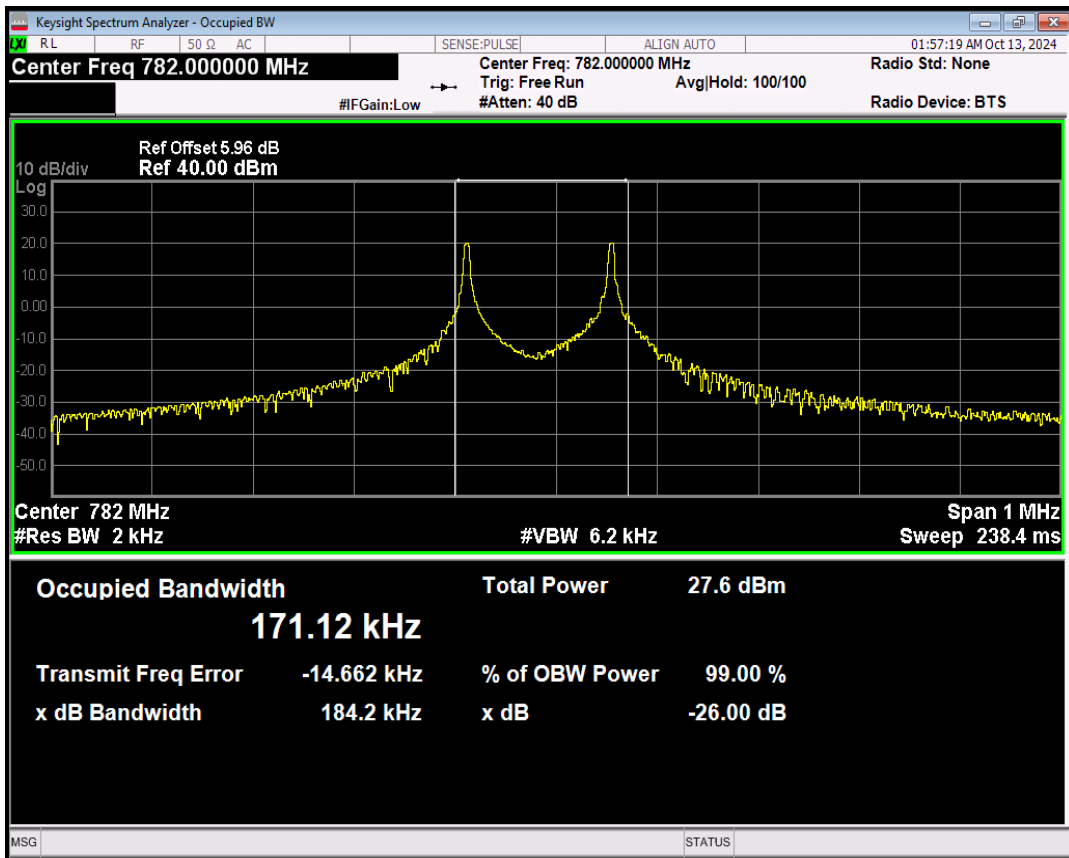 Keysight Spectrum Analyzer - Occupied BW
LXI RL RF 50 Ω AC SENSE:PULSE ALIGN AUTO 01:57:19 AM Oct 13, 2024
Center Freq 782.000000 MHz Center Freq: 782.000000 MHz Radio Std: None
Trig: Free Run Avg|Hold: 100/100
#IFGain:Low #Atten: 40 dB Radio Device: BTS
Ref Offset 5.96 dB
10 dB/div Ref 40.00 dBm
Log
30.0
20.0
10.0
0.00
-10.0
-20.0
-30.0
-40.0
-50.0
Center 782 MHz Span 1 MHz
#Res BW 2 kHz #VBW 6.2 kHz Sweep 238.4 ms
Occupied Bandwidth Total Power 27.6 dBm
171.12 kHz
Transmit Freq Error -14.662 kHz % of OBW Power 99.00 %
x dB Bandwidth 184.2 kHz x dB -26.00 dB
MSG STATUS